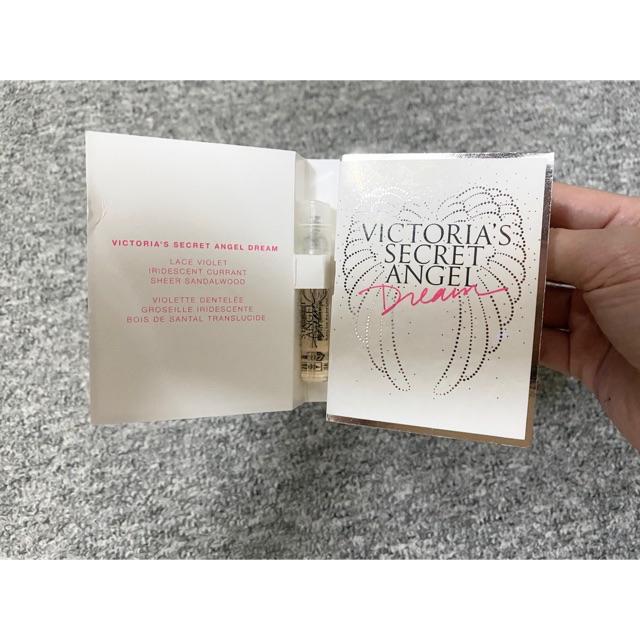 VICTORIA'S SECRET ANGEL DREAM
LACE VIOLET
IRIDESCENT CURRANT
SHEER SANDALWOOD
VIOLETTE DENTELÉE
GROSEILLE IRIDESCENTE
BOIS DE SANTAL TRANSLUCIDE
ANGEL
VICTORIA'S
SECRET
ANGEL
Dream